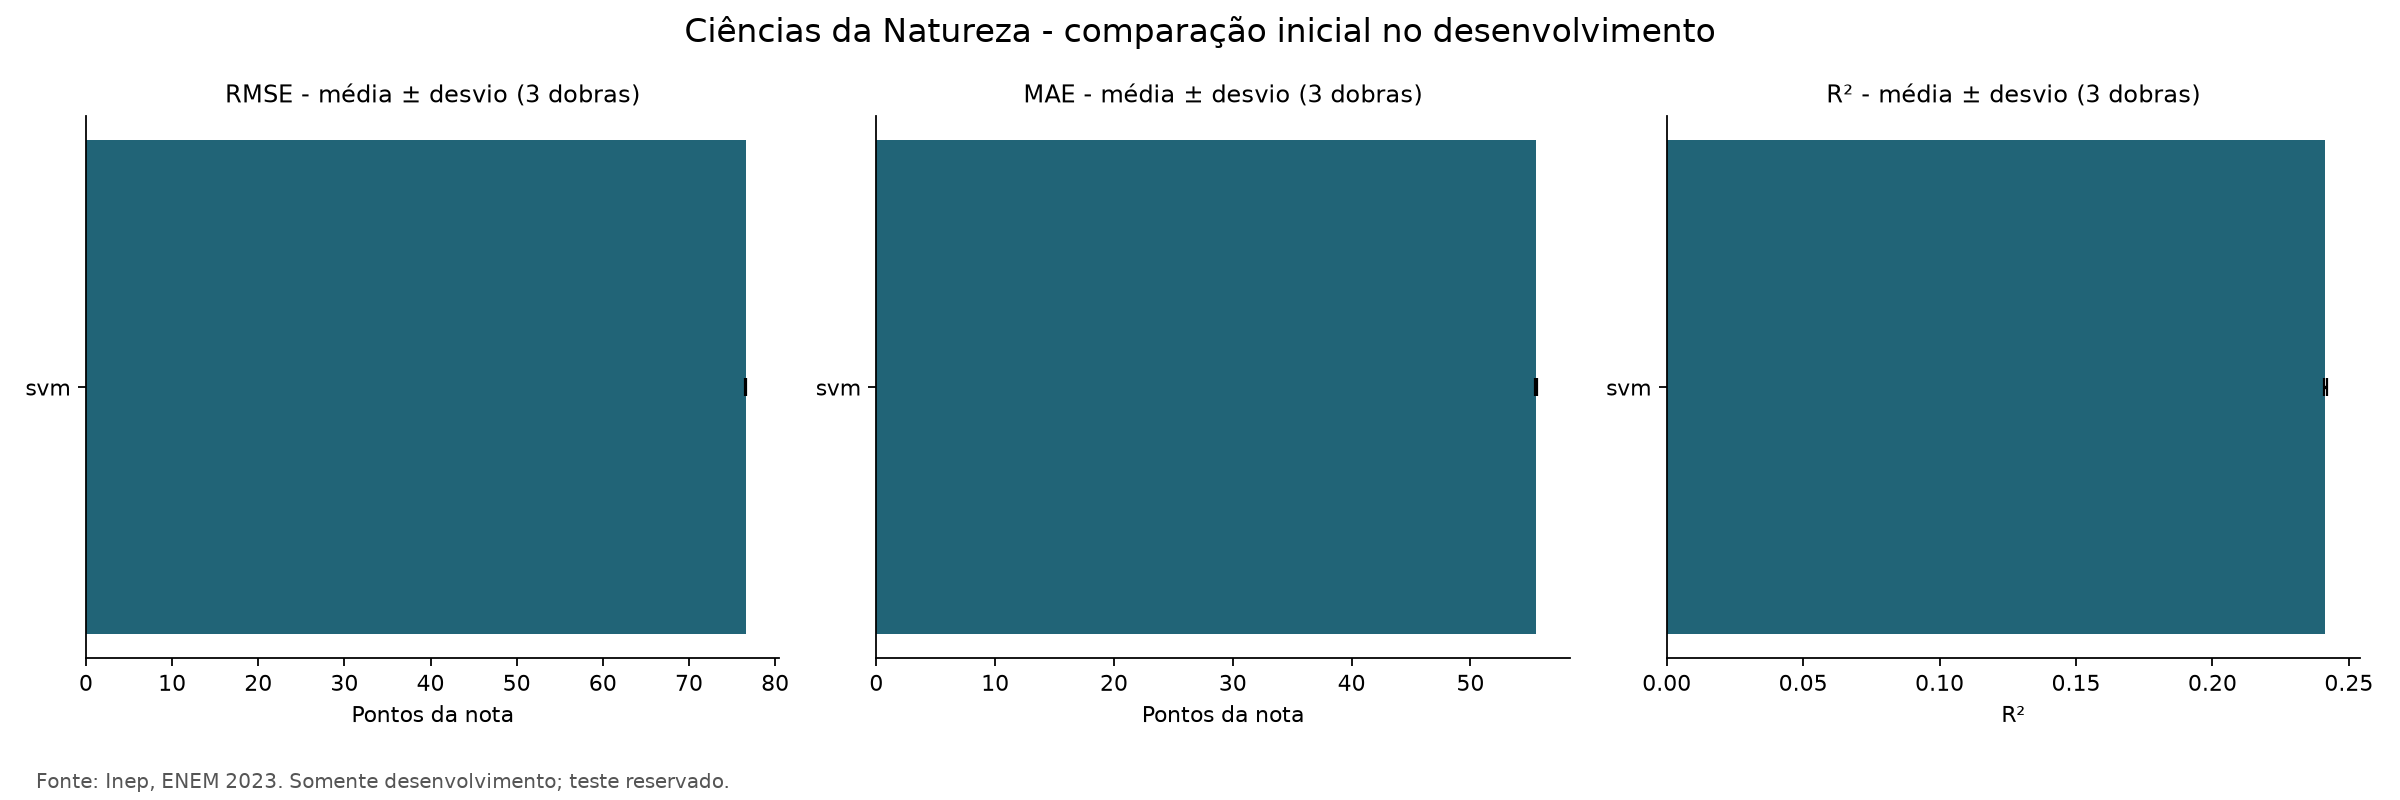 Ciências da Natureza - comparação inicial no desenvolvimento
RMSE - média ± desvio (3 dobras)
svm
0 10 20 30 40 50 60 70 80
Pontos da nota
MAE - média ± desvio (3 dobras)
svm
0 10 20 30 40 50
Pontos da nota
R² - média ± desvio (3 dobras)
svm
0.00 0.05 0.10 0.15 0.20 0.25
R²
Fonte: Inep, ENEM 2023. Somente desenvolvimento; teste reservado.